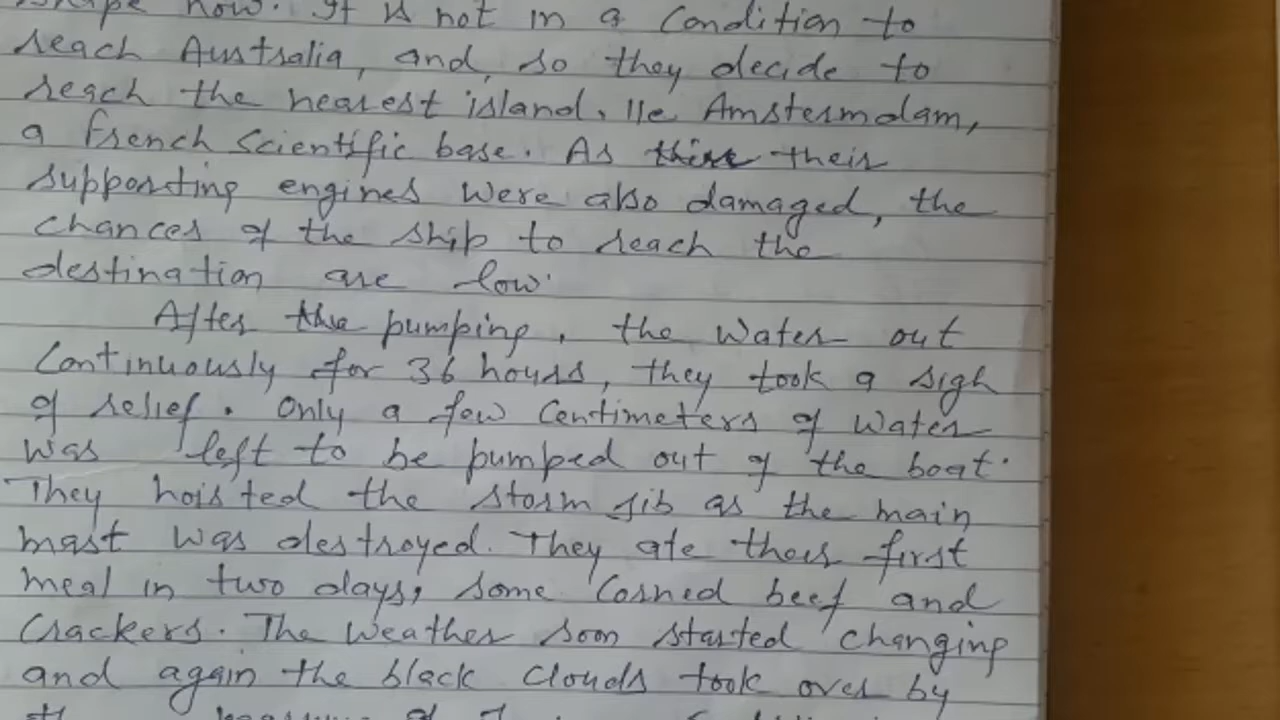 shape now. It is not in a condition to
reach Australia, and, so they decide to
reach the nearest island, Ile Amstermdam,
a french scientific base. As their
supporting engines were also damaged, the
chances of the ship to reach the
destination are low.
After the pumping, the water out
continuously for 36 hours, they took a sigh
of relief. Only a few centimeters of water
was left to be pumped out of the boat.
They hoisted the storm jib as the main
mast was destroyed. They ate their first
meal in two days, some corned beef and
crackers. The weather soon started changing
and again the black clouds took over by